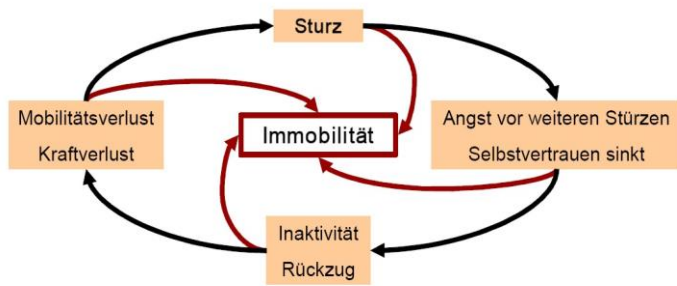 Sturz
Mobilitätsverlust
Kraftverlust
Immobilität
Angst vor weiteren Stürzen
Selbstvertrauen sinkt
Inaktivität
Rückzug